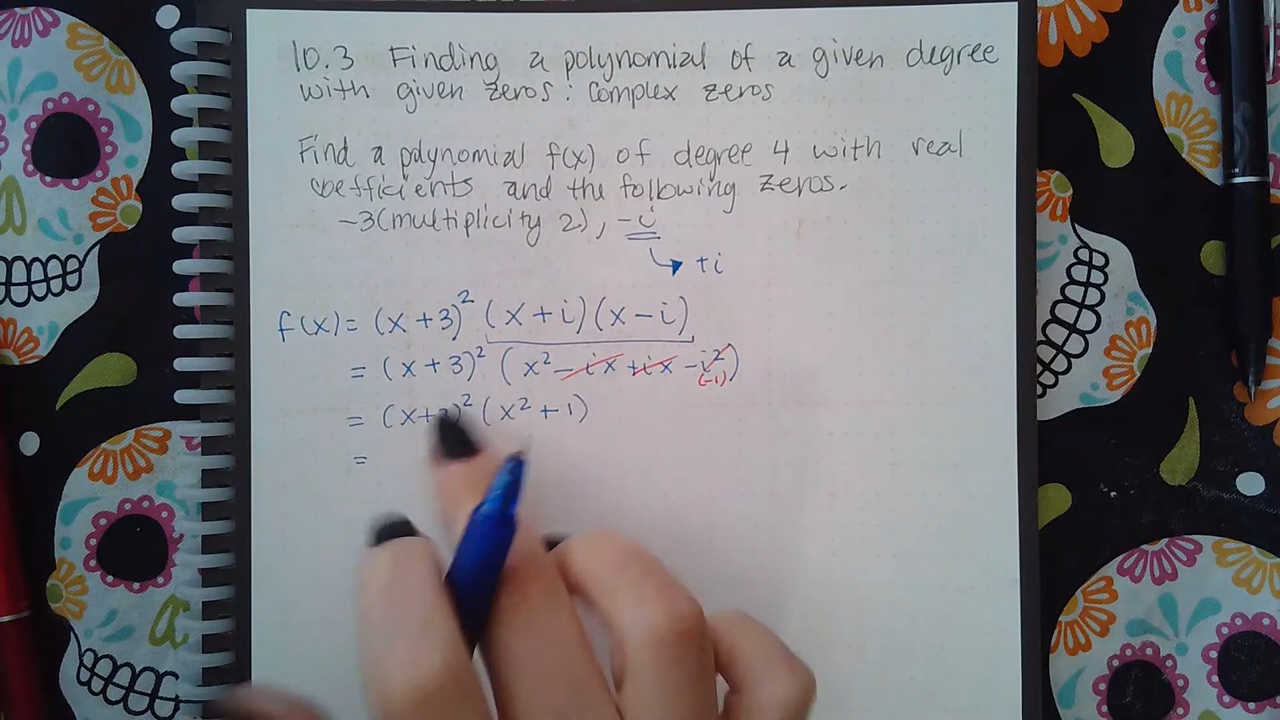 10.3 Finding a polynomial of a given degree
with given zeros: complex zeros
Find a polynomial f(x) of degree 4 with real
coefficients and the following zeros.
-3(multiplicity 2), -i
+i
f(x) = (x+3)² (x+i)(x-i)
= (x+3)² (x² - ix + ix - i²)
(-1)
= (x+3)² (x²+1)
=